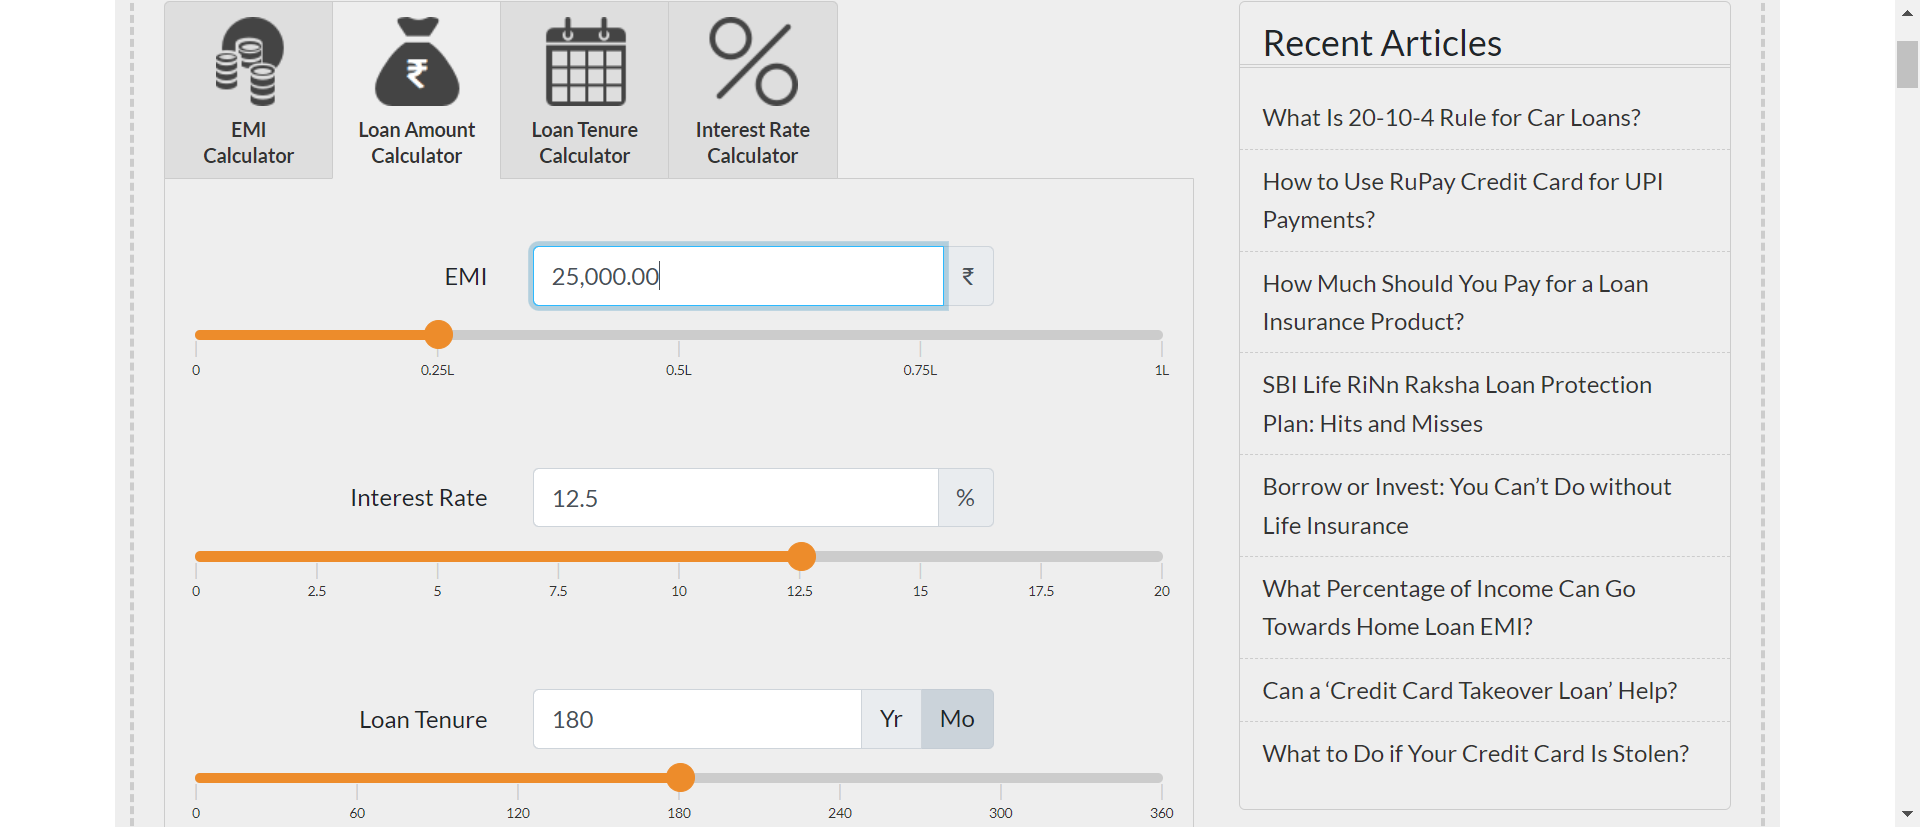 EMI
Calculator
Loan Amount
Calculator
Loan Tenure
Calculator
Interest Rate
Calculator
EMI
25,000.00
₹
0
0.25L
0.5L
0.75L
1L
Interest Rate
12.5
%
0
2.5
5
7.5
10
12.5
15
17.5
20
Loan Tenure
180
Yr
Mo
0
60
120
180
240
300
360
Recent Articles
What Is 20-10-4 Rule for Car Loans?
How to Use RuPay Credit Card for UPI
Payments?
How Much Should You Pay for a Loan
Insurance Product?
SBI Life RiNn Raksha Loan Protection
Plan: Hits and Misses
Borrow or Invest: You Can’t Do without
Life Insurance
What Percentage of Income Can Go
Towards Home Loan EMI?
Can a ‘Credit Card Takeover Loan’ Help?
What to Do if Your Credit Card Is Stolen?